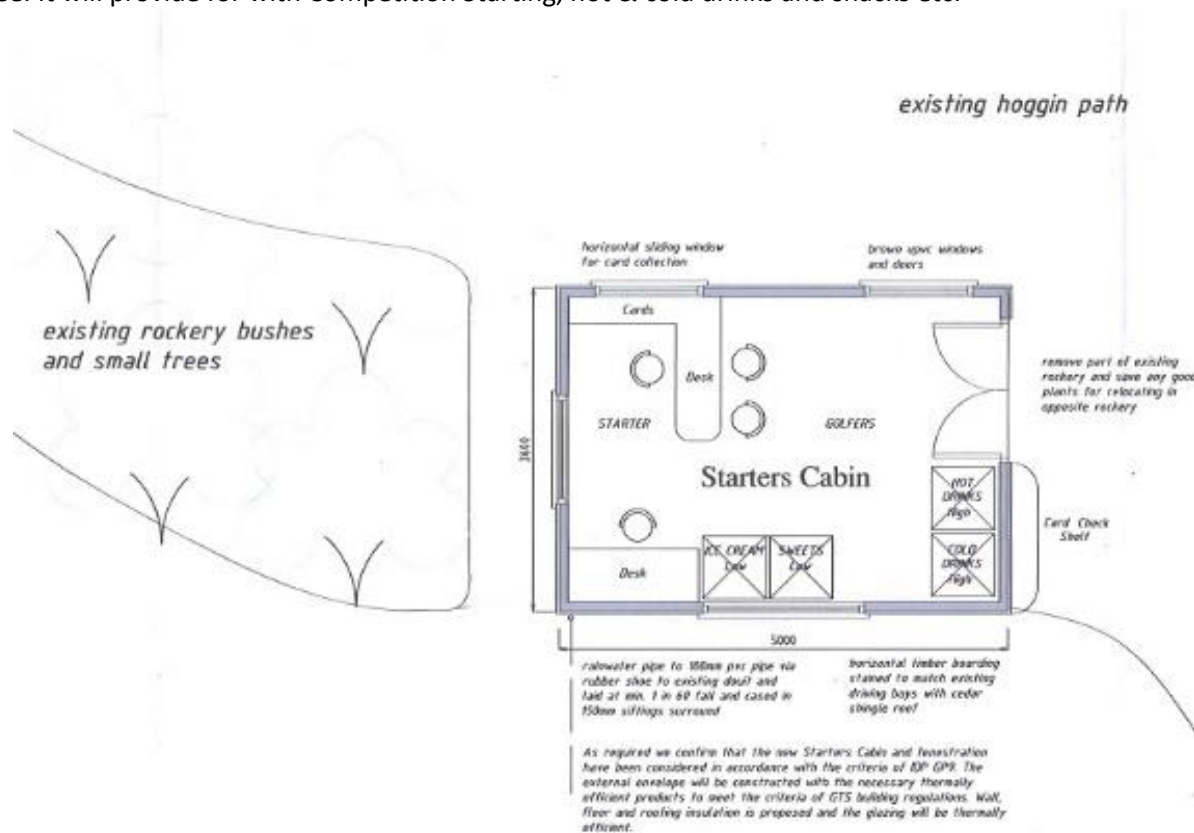 it will provide for with Competition Starting, hot & cold drinks and snacks etc.
existing hoggin path
horizontal sliding window
for card collection
brown upvc windows
and doors
existing rockery bushes
and small trees
Cards
Desk
STARTER
GOLFERS
remove part of existing
rockery and save any good
plants for relocating in
opposite rockery
3600
Starters Cabin
HOT
DRINKS
High
Card Check
Shelf
ICE CREAM
Low
SWEETS
Low
COLD
DRINKS
High
Desk
5000
rainwater pipe to 100mm pvc pipe via
rubber shoe to existing
laid at min. 1 in 60 fall and cased in
150mm siftings surround
horizontal timber boarding
stained to match existing
driving bays with cedar
shingle roof
As required we confirm that the new Starters Cabin and fenestration
have been considered in accordance with the criteria of IDP GP9. The
external envelope will be constructed with the necessary thermally
efficient products to meet the criteria of GTS building regulations. Wall,
floor and roofing insulation is proposed and the glazing will be thermally
efficient.